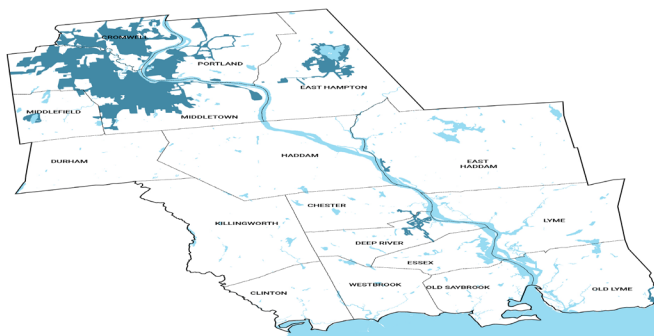 CROMWELL
PORTLAND
EAST HAMPTON
MIDDLEFIELD
MIDDLETOWN
DURHAM
HADDAM
EAST
HADDAM
CHESTER
KILLINGWORTH
LYME
DEEP RIVER
ESSEX
CLINTON
WESTBROOK
OLD SAYBROOK
OLD LYME